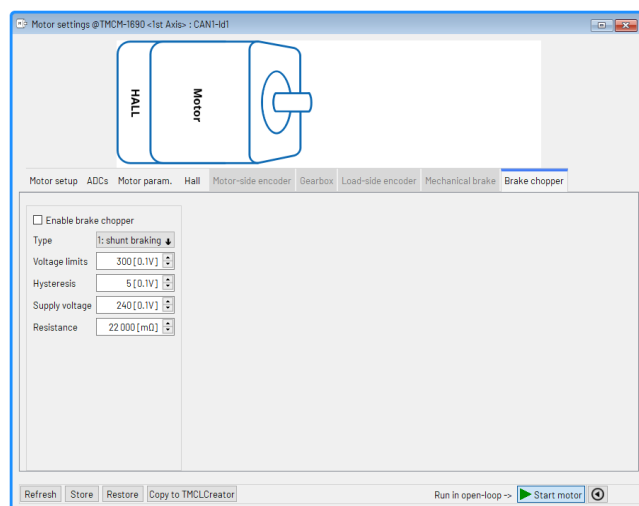 Motor settings @TMCM-1690 <1st Axis> : CAN1-Id1
HALL
Motor
Motor setup ADCs Motor param. Hall Motor-side encoder Gearbox Load-side encoder Mechanical brake Brake chopper
Enable brake chopper
Type 1: shunt braking
Voltage limits 300 [0.1V]
Hysteresis 5 [0.1V]
Supply voltage 240 [0.1V]
Resistance 22 000 [mΩ]
Refresh Store Restore Copy to TMCLCreator Run in open-loop -> Start motor